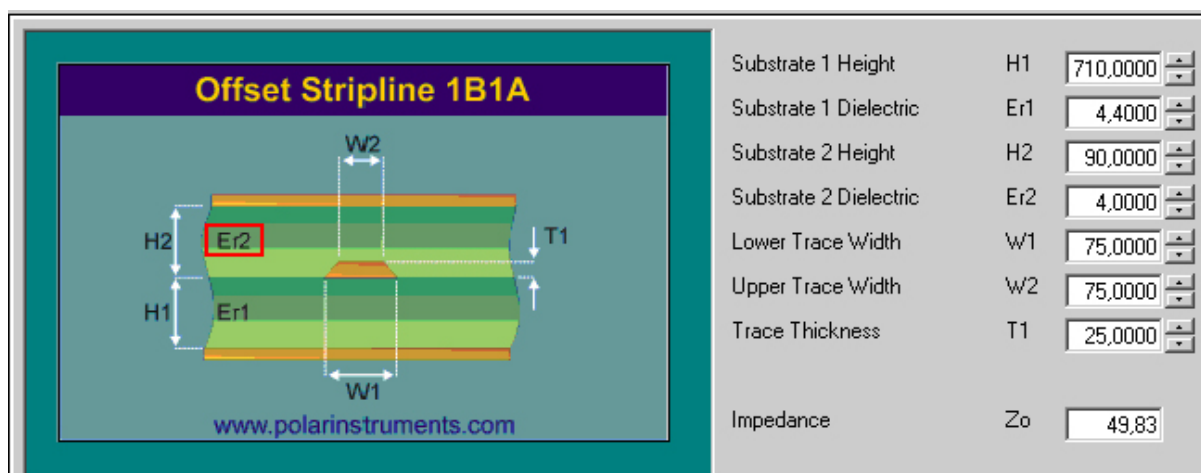 Offset Stripline 1B1A
W2
H2
Er2
T1
H1
Er1
W1
www.polarinstruments.com
Substrate 1 Height H1 710,0000
Substrate 1 Dielectric Er1 4,4000
Substrate 2 Height H2 90,0000
Substrate 2 Dielectric Er2 4,0000
Lower Trace Width W1 75,0000
Upper Trace Width W2 75,0000
Trace Thickness T1 25,0000
Impedance Zo 49,83